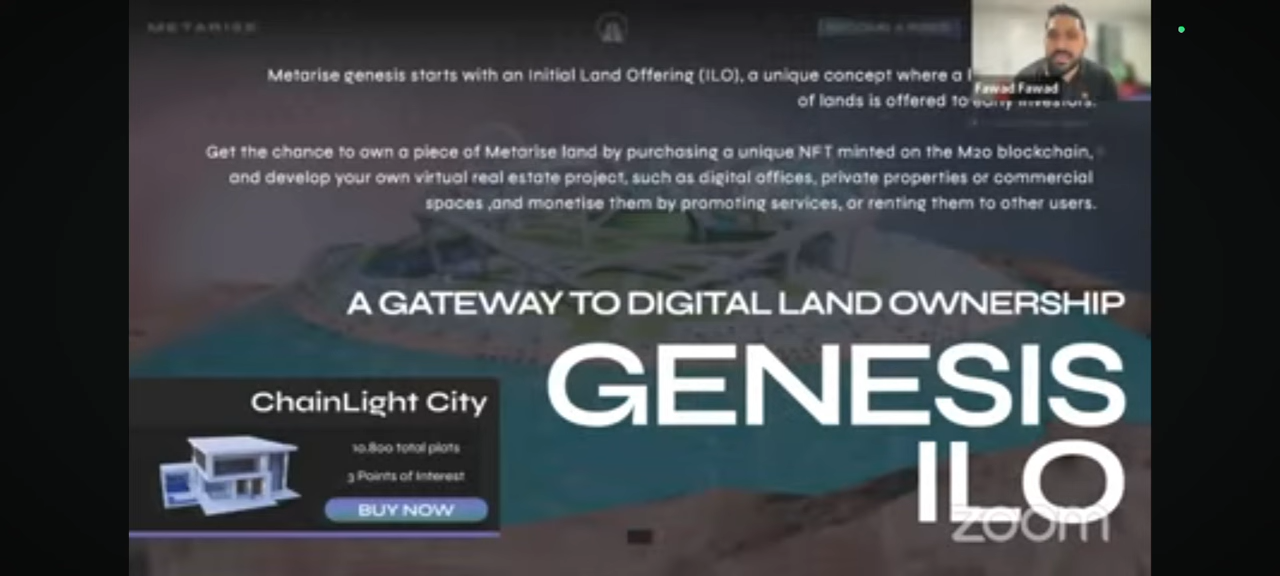 METARISE
Metarise genesis starts with an Initial Land Offering (ILO), a unique concept where a
of lands is offered to early investors.
Get the chance to own a piece of Metarise land by purchasing a unique NFT minted on the M20 blockchain,
and develop your own virtual real estate project, such as digital offices, private properties or commercial
spaces ,and monetise them by promoting services, or renting them to other users.
Fawad Fawad
A GATEWAY TO DIGITAL LAND OWNERSHIP
GENESIS
ILO
ChainLight City
10.800 total plots
3 Points of Interest
BUY NOW
zoom